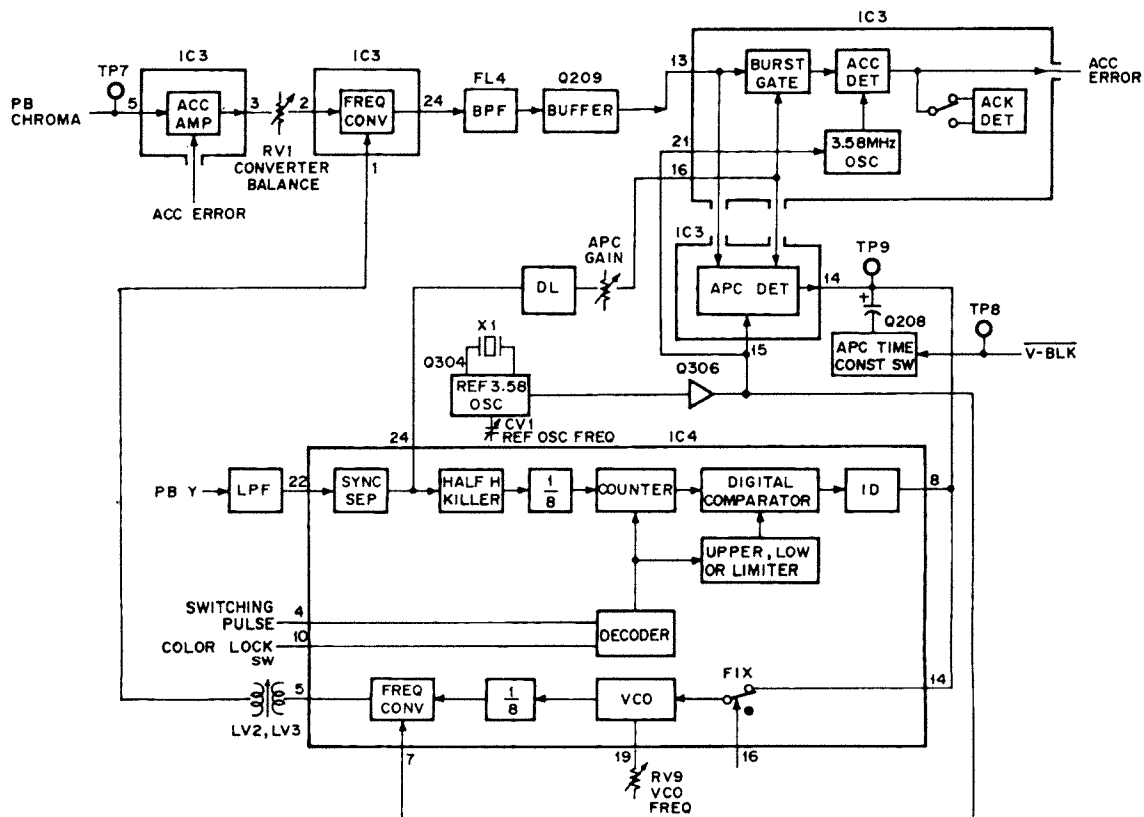 IC3
IC3
IC3
TP7
PB
CHROMA
5
ACC
AMP
3
2
FREQ
CONV
24
FL4
BPF
Q209
BUFFER
13
BURST
GATE
ACC
DET
ACC
ERROR
ACK
DET
RV1
CONVERTER
BALANCE
1
ACC ERROR
21
3.58MHz
OSC
16
IC3
APC
GAIN
DL
APC DET
14
TP9
+
Q208
TP8
APC TIME
CONST SW
V-BLK
X1
Q304
REF 3.58
OSC
15
Q306
CV1
REF OSC FREQ
24
IC4
PB Y
LPF
22
SYNC
SEP
HALF H
KILLER
1
8
COUNTER
DIGITAL
COMPARATOR
ID
8
UPPER, LOW
OR LIMITER
SWITCHING
PULSE
4
COLOR LOCK
SW
10
DECODER
LV2, LV3
5
FREQ
CONV
1
8
VCO
FIX
14
7
19
16
RV9
VCO
FREQ